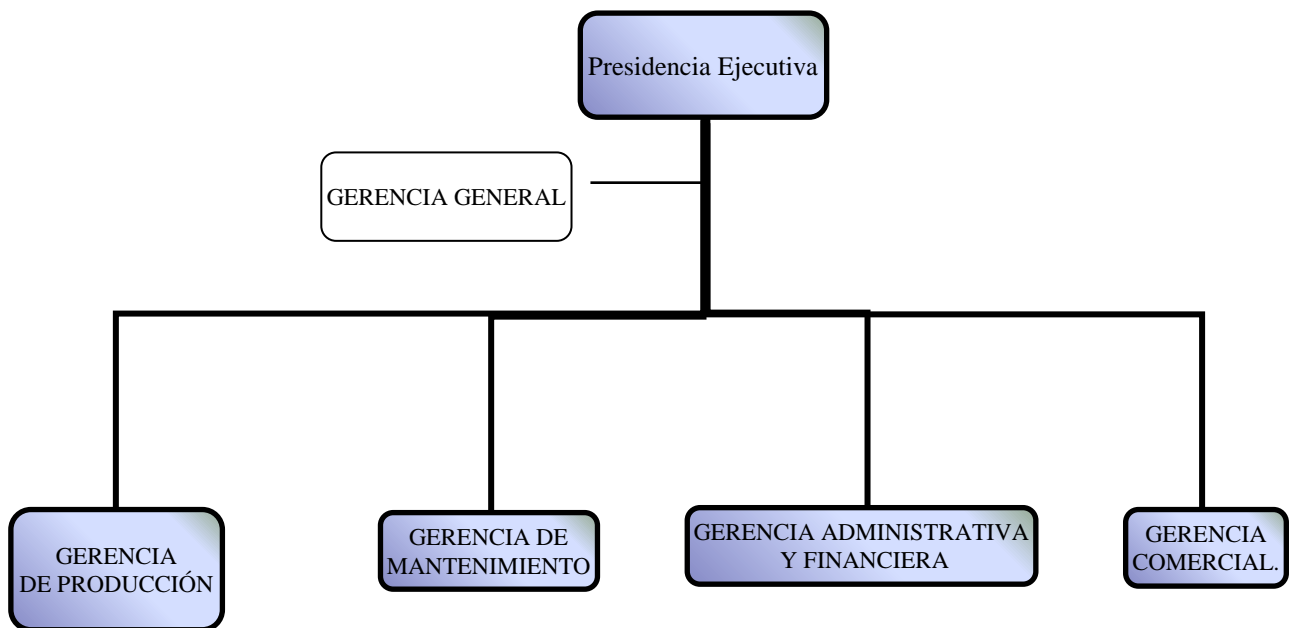 Presidencia Ejecutiva
GERENCIA GENERAL
GERENCIA
DE PRODUCCIÓN
GERENCIA DE
MANTENIMIENTO
GERENCIA ADMINISTRATIVA
Y FINANCIERA
GERENCIA
COMERCIAL.